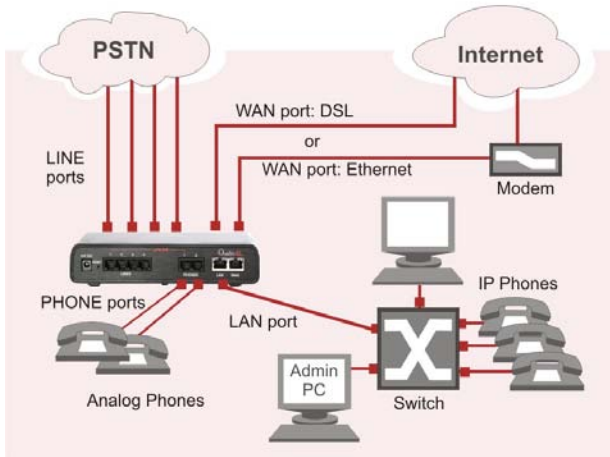 PSTN
Internet
WAN port: DSL
or
WAN port: Ethernet
LINE
ports
Modem
PHONE ports
LAN port
IP Phones
Analog Phones
Admin
PC
Switch